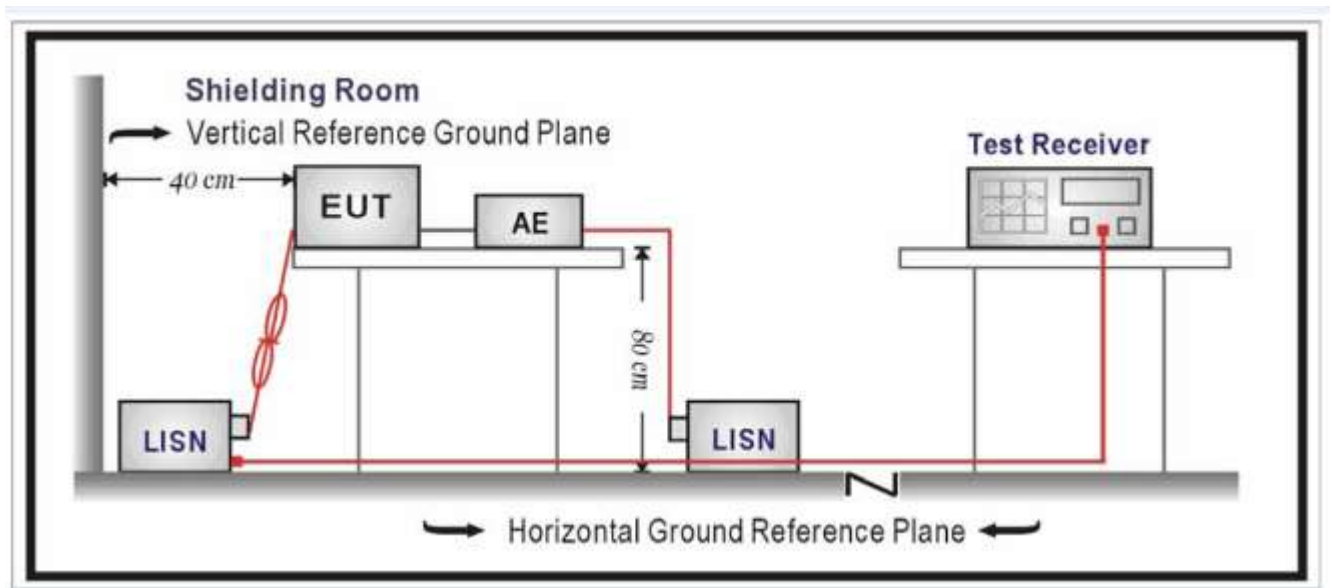 Shielding Room
Vertical Reference Ground Plane
Test Receiver
40 cm
EUT
AE
80 cm
LISN
LISN
Horizontal Ground Reference Plane